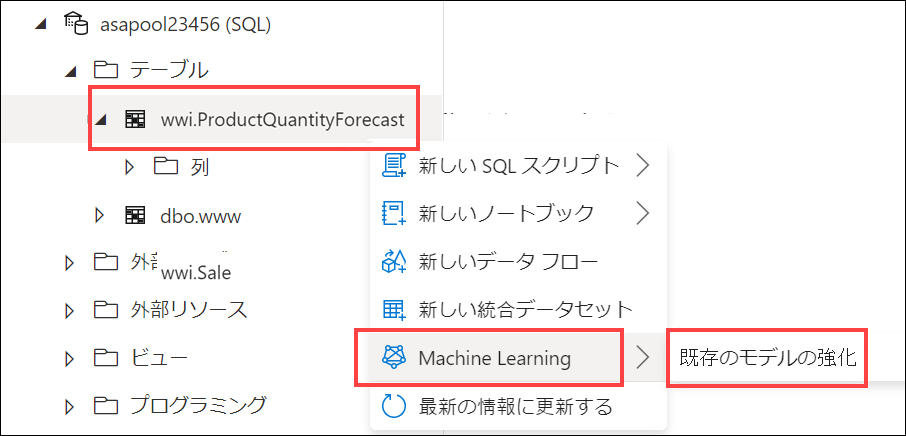 asapool23456 (SQL)
テーブル
wwi.ProductQuantityForecast
列
新しい SQL スクリプト
dbo.www
新しいノートブック
外部
wwi.Sale
新しいデータ フロー
外部リソース
新しい統合データセット
ビュー
Machine Learning
既存のモデルの強化
プログラミング
最新の情報に更新する